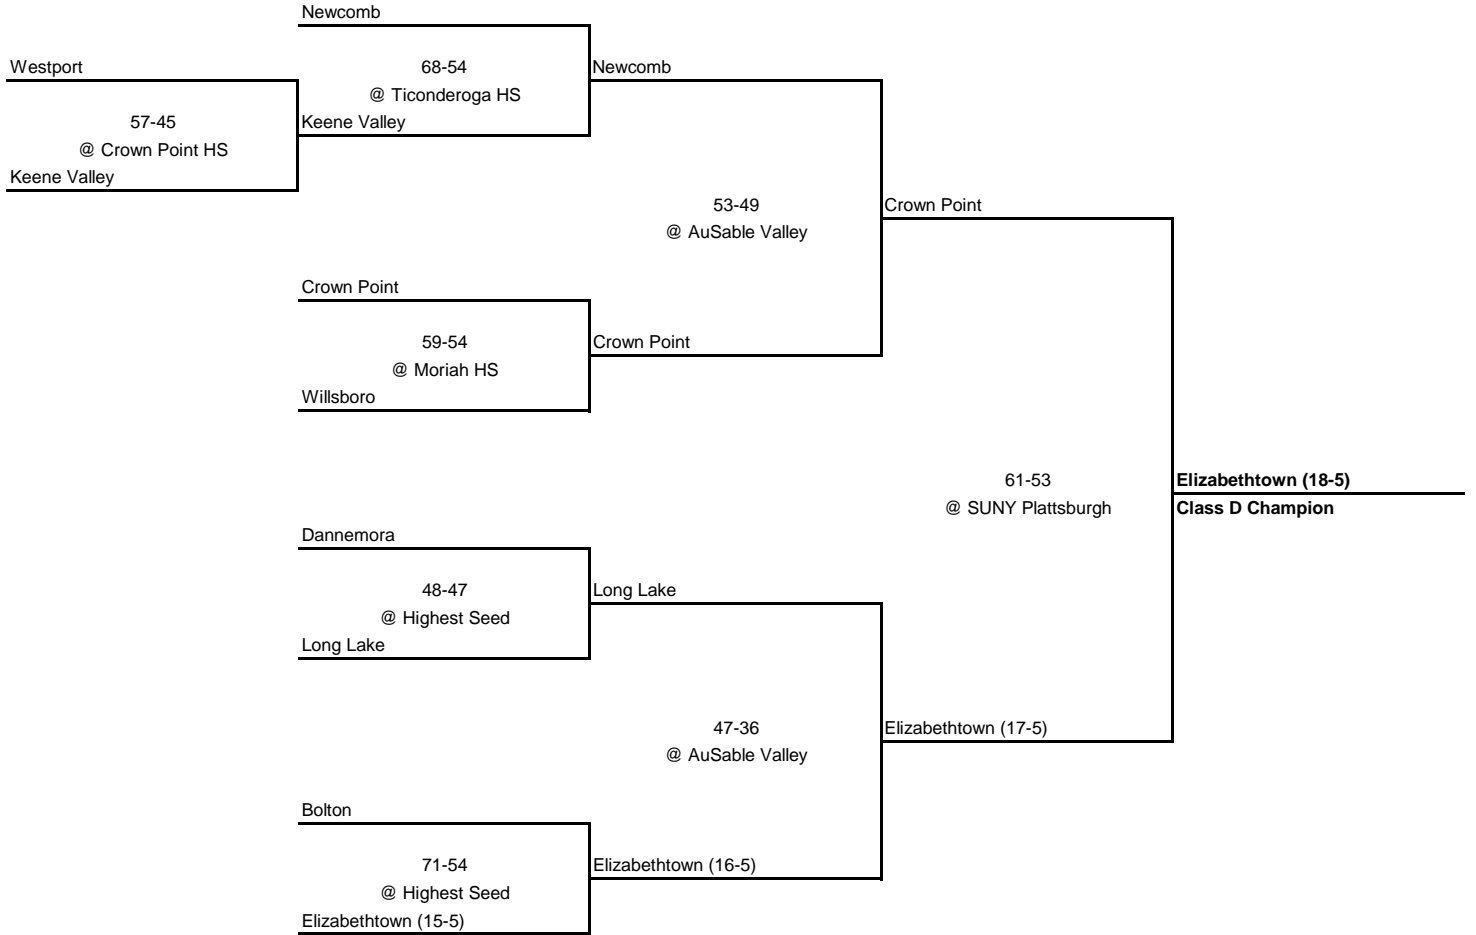 Newcomb
Westport
68-54
Newcomb
@ Ticonderoga HS
57-45
Keene Valley
@ Crown Point HS
Keene Valley
53-49
Crown Point
@ AuSable Valley
Crown Point
59-54
Crown Point
@ Moriah HS
Willsboro
61-53
Elizabethtown (18-5)
@ SUNY Plattsburgh
Class D Champion
Dannemora
48-47
Long Lake
@ Highest Seed
Long Lake
47-36
Elizabethtown (17-5)
@ AuSable Valley
Bolton
71-54
Elizabethtown (16-5)
@ Highest Seed
Elizabethtown (15-5)